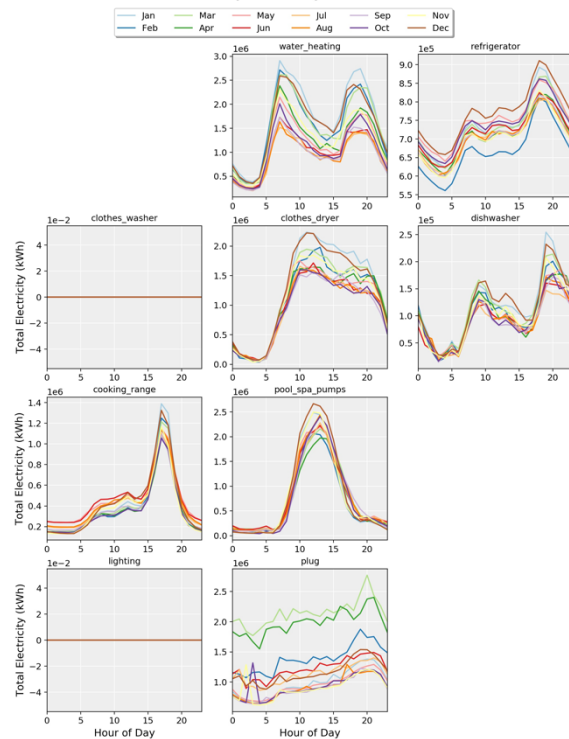 Jan Mar May Jul Sep Nov
Feb Apr Jun Aug Oct Dec
water_heating
1e6
3.0
2.5
2.0
1.5
1.0
0.5
0 5 10 15 20
refrigerator
1e5
9.0
8.5
8.0
7.5
7.0
6.5
6.0
5.5
0 5 10 15 20
clothes_washer
1e−2
Total Electricity (kWh)
4
2
0
−2
−4
0 5 10 15 20
clothes_dryer
1e6
2.0
1.5
1.0
0.5
0 5 10 15 20
dishwasher
1e5
2.5
2.0
1.5
1.0
0.5
0 5 10 15 20
cooking_range
1e6
Total Electricity (kWh)
1.4
1.2
1.0
0.8
0.6
0.4
0.2
0 5 10 15 20
pool_spa_pumps
1e6
2.5
2.0
1.5
1.0
0.5
0 5 10 15 20
lighting
1e−2
Total Electricity (kWh)
4
2
0
−2
−4
0 5 10 15 20
Hour of Day
plug
1e6
2.5
2.0
1.5
1.0
0 5 10 15 20
Hour of Day